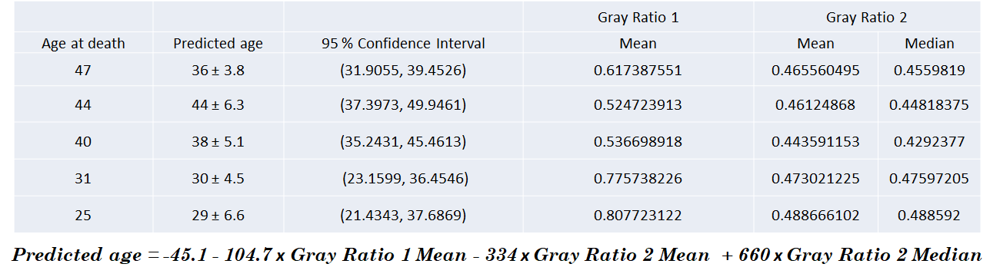 Gray Ratio 1 Gray Ratio 2
Age at death Predicted age 95 % Confidence Interval Mean Mean Median
47 36 ± 3.8 (31.9055, 39.4526) 0.617387551 0.465560495 0.4559819
44 44 ± 6.3 (37.3973, 49.9461) 0.524723913 0.46124868 0.44818375
40 38 ± 5.1 (35.2431, 45.4613) 0.536698918 0.443591153 0.4292377
31 30 ± 4.5 (23.1599, 36.4546) 0.775738226 0.473021225 0.47597205
25 29 ± 6.6 (21.4343, 37.6869) 0.807723122 0.488666102 0.488592
Predicted age = -45.1 - 104.7 x Gray Ratio 1 Mean - 334 x Gray Ratio 2 Mean + 660 x Gray Ratio 2 Median